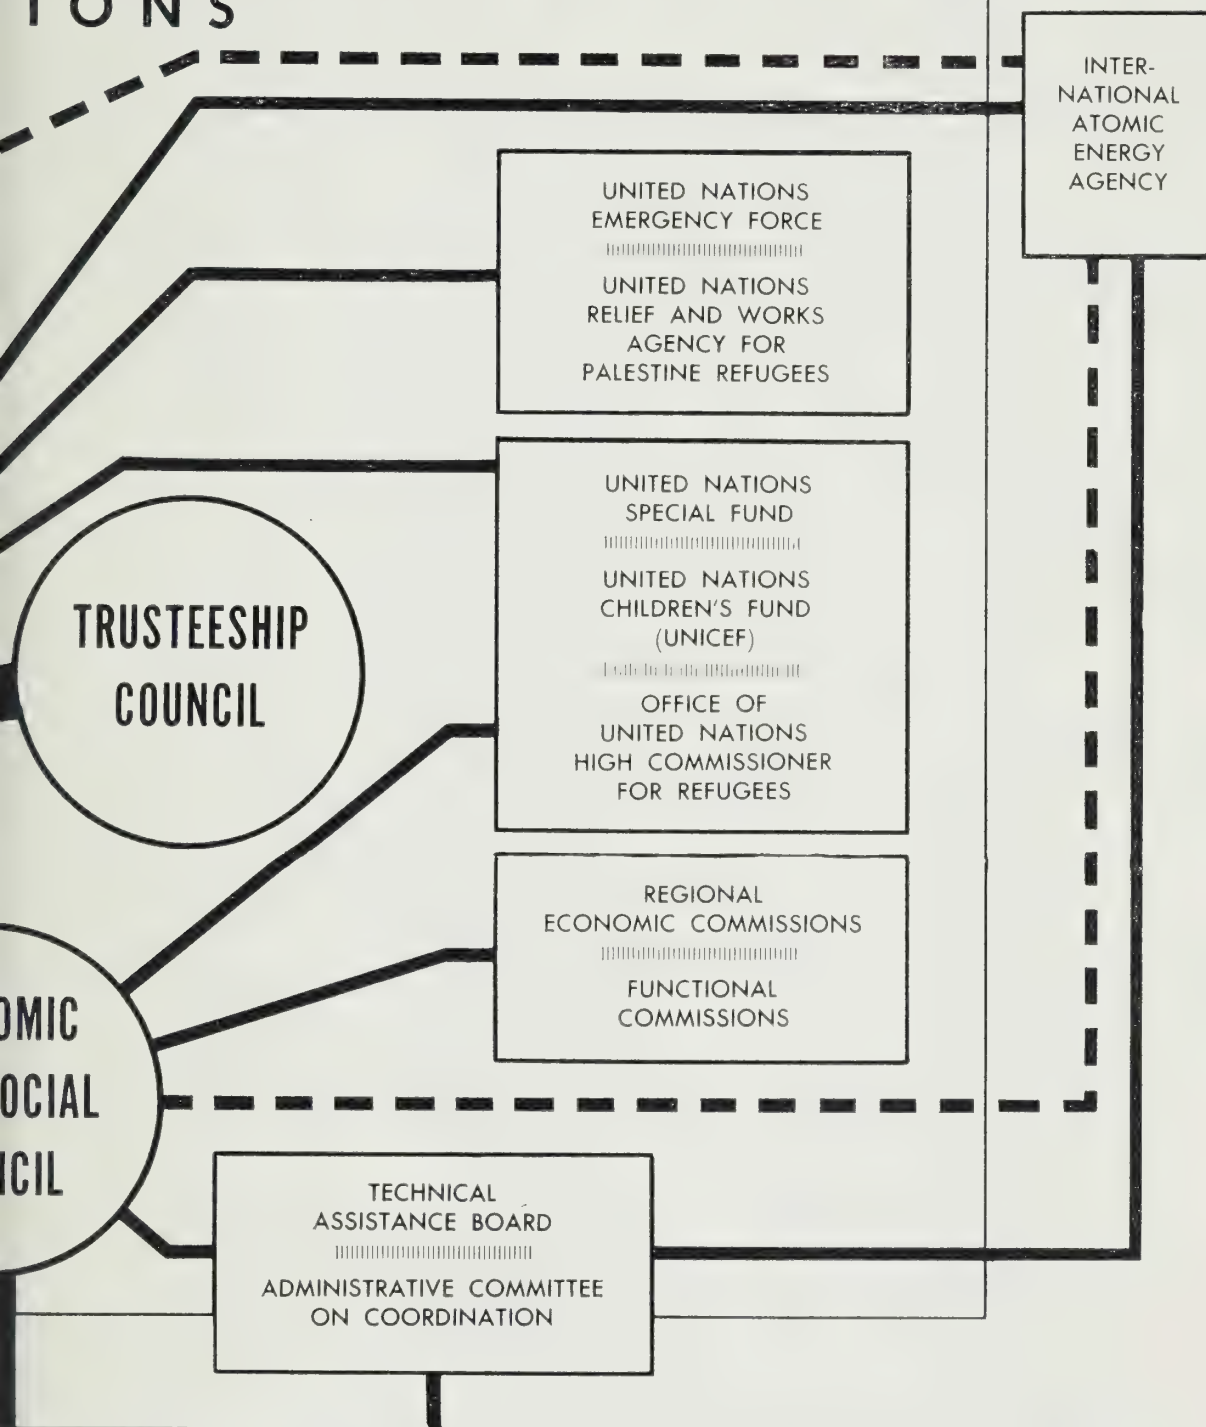 IONS
INTER-
NATIONAL
ATOMIC
ENERGY
AGENCY
UNITED NATIONS
EMERGENCY FORCE
UNITED NATIONS
RELIEF AND WORKS
AGENCY FOR
PALESTINE REFUGEES
UNITED NATIONS
SPECIAL FUND
UNITED NATIONS
CHILDREN'S FUND
(UNICEF)
OFFICE OF
UNITED NATIONS
HIGH COMMISSIONER
FOR REFUGEES
TRUSTEESHIP
COUNCIL
REGIONAL
ECONOMIC COMMISSIONS
FUNCTIONAL
COMMISSIONS
OMIC
OCIAL
NCIL
TECHNICAL
ASSISTANCE BOARD
ADMINISTRATIVE COMMITTEE
ON COORDINATION